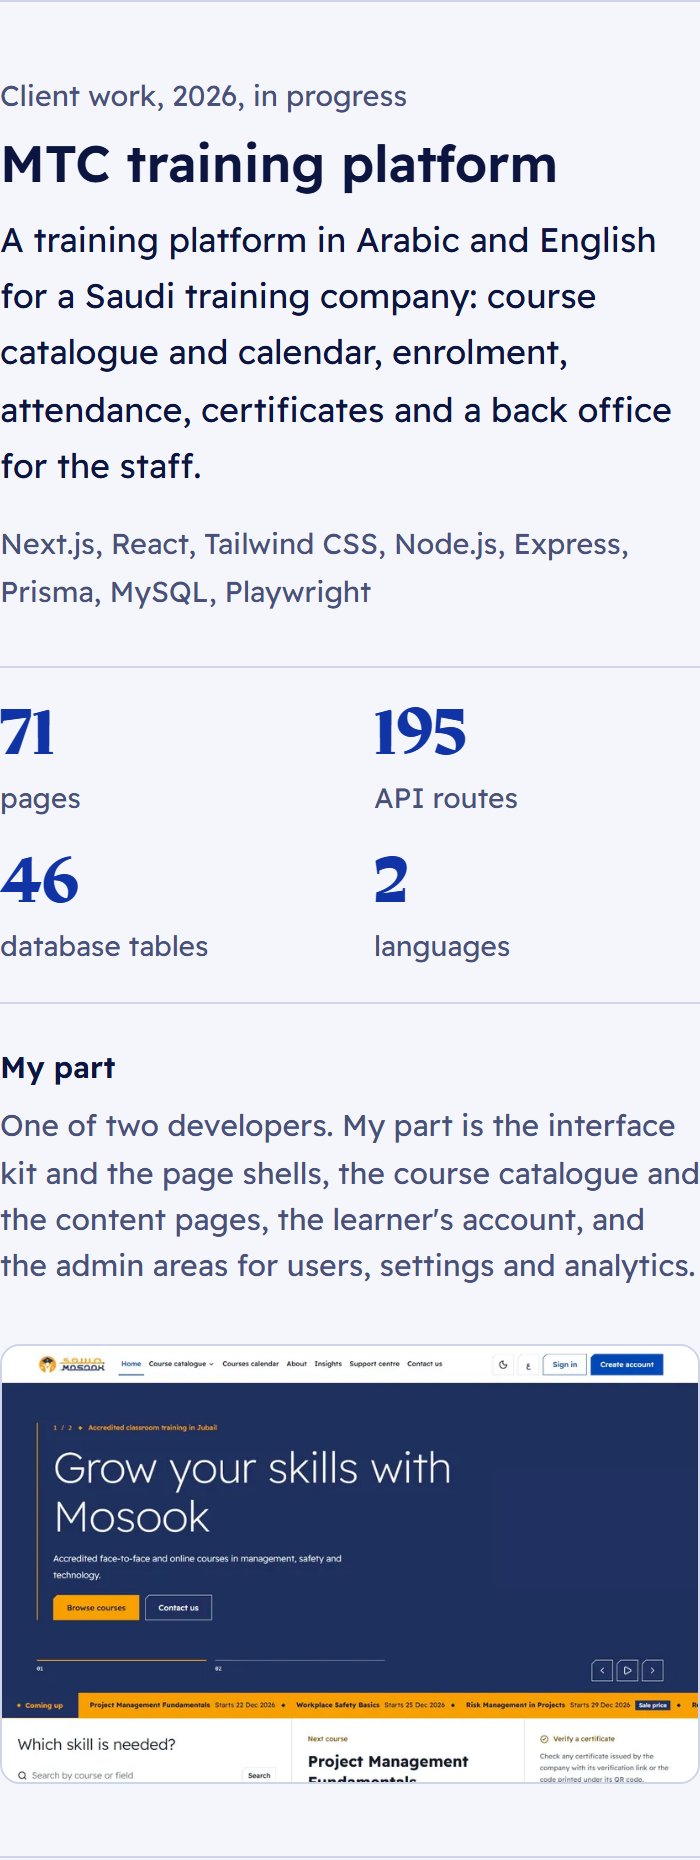 Client work, 2026, in progress
MTC training platform
A training platform in Arabic and English
for a Saudi training company: course
catalogue and calendar, enrolment,
attendance, certificates and a back office
for the staff.
Next.js, React, Tailwind CSS, Node.js, Express,
Prisma, MySQL, Playwright
71
195
pages
API routes
46
2
database tables
languages
My part
One of two developers. My part is the interface
kit and the page shells, the course catalogue and
the content pages, the learner's account, and
the admin areas for users, settings and analytics.
MOSOOK Home Course catalogue Courses calendar About Insights Support centre Contact us ع Sign in Create account
1 / 2 Accredited classroom training in Jubail
Grow your skills with
Mosook
Accredited face-to-face and online courses in management, safety and
technology.
Browse courses Contact us
01 02
Coming up Project Management Fundamentals Starts 22 Dec 2026 Workplace Safety Basics Starts 25 Dec 2026 Risk Management in Projects Starts 29 Dec 2026 Sale price
Which skill is needed?
Search by course or field Search
Next course
Project Management
Fundamentals
Verify a certificate
Check any certificate issued by the
company with its verification link or the
code printed under its QR code.